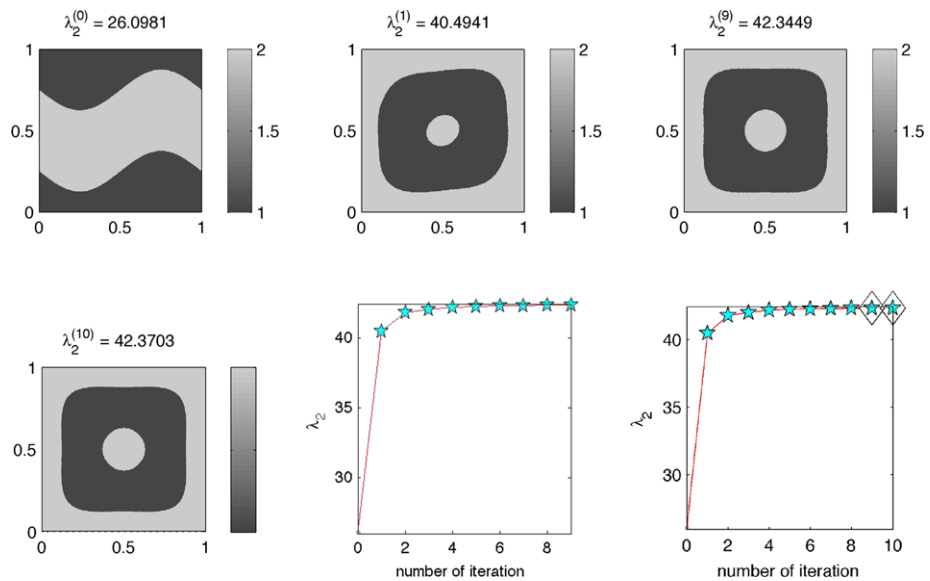 λ₂⁽⁰⁾ = 26.0981
1
0.5
0
0 0.5 1
2
1.5
1
λ₂⁽¹⁾ = 40.4941
1
0.5
0
0 0.5 1
2
1.5
1
λ₂⁽⁹⁾ = 42.3449
1
0.5
0
0 0.5 1
2
1.5
1
λ₂⁽¹⁰⁾ = 42.3703
1
0.5
0
0 0.5 1
λ₂
40
35
30
0 2 4 6 8
number of iteration
λ₂
40
35
30
0 2 4 6 8 10
number of iteration